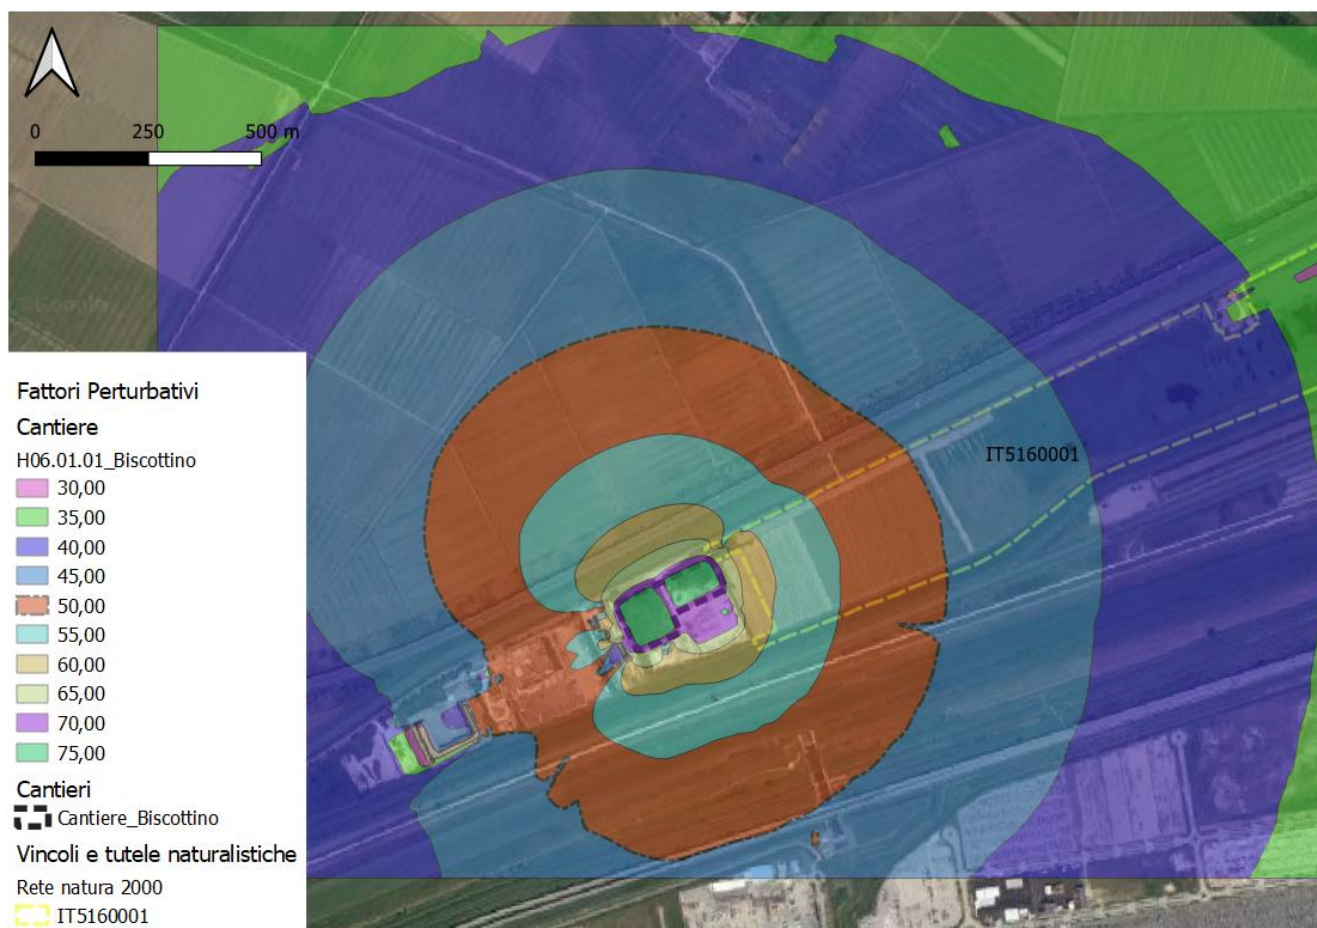 0 250 500 m
Fattori Perturbativi
Cantiere
H06.01.01_Biscottino
30,00
35,00
40,00
45,00
50,00
55,00
60,00
65,00
70,00
75,00
Cantieri
Cantiere_Biscottino
Vincoli e tutele naturalistiche
Rete natura 2000
IT5160001
IT5160001